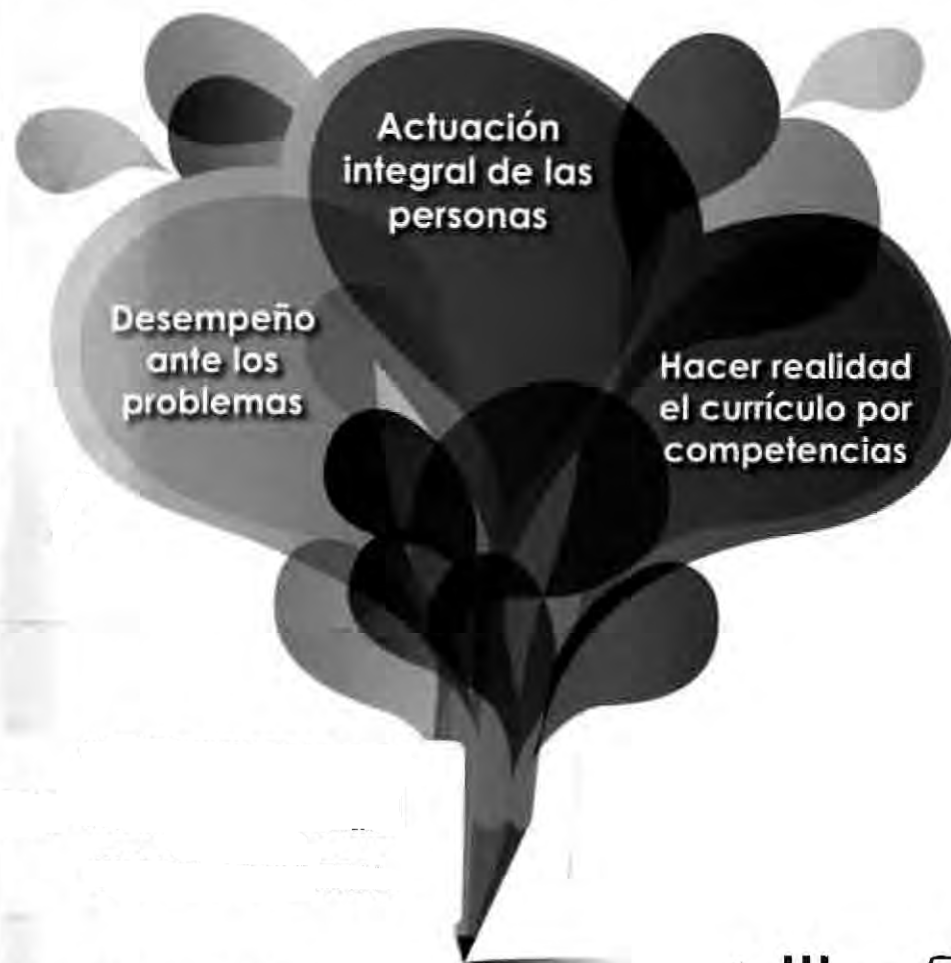 Actuación
integral de las
personas
Desempeño
ante los
problemas
Hacer realidad
el currículo por
competencias